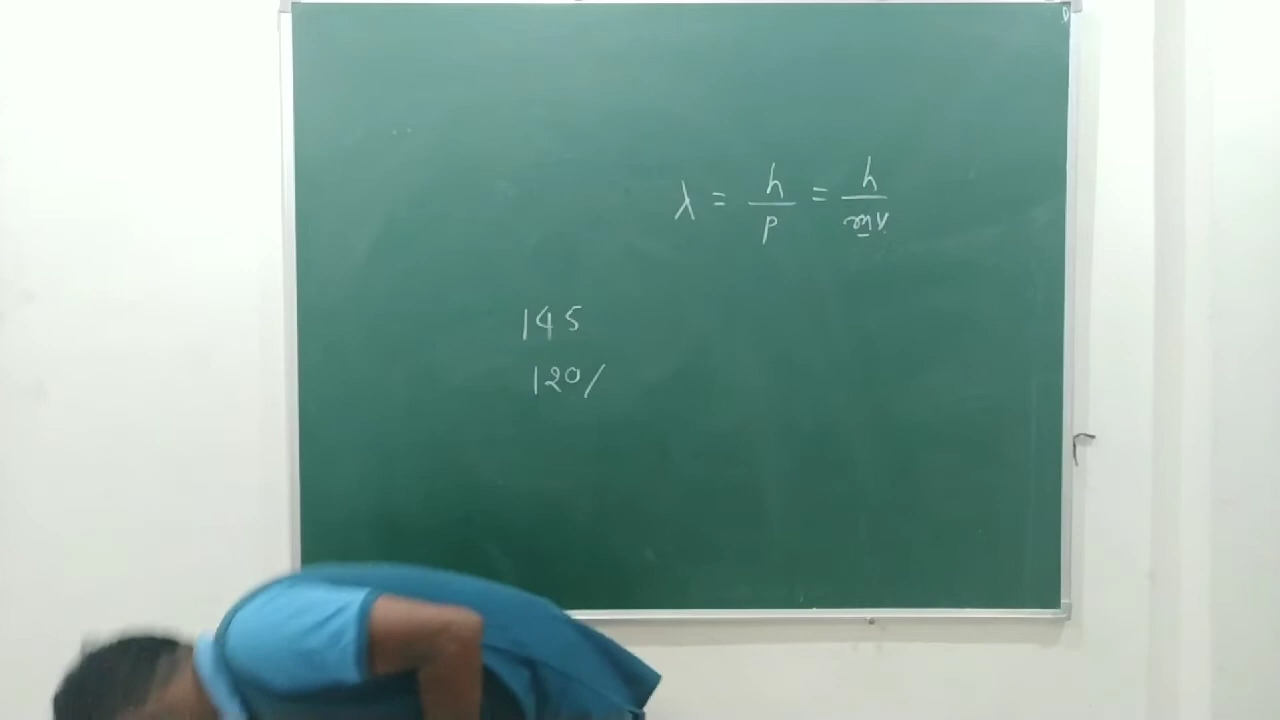 λ = h/p = h/mv
145
120/